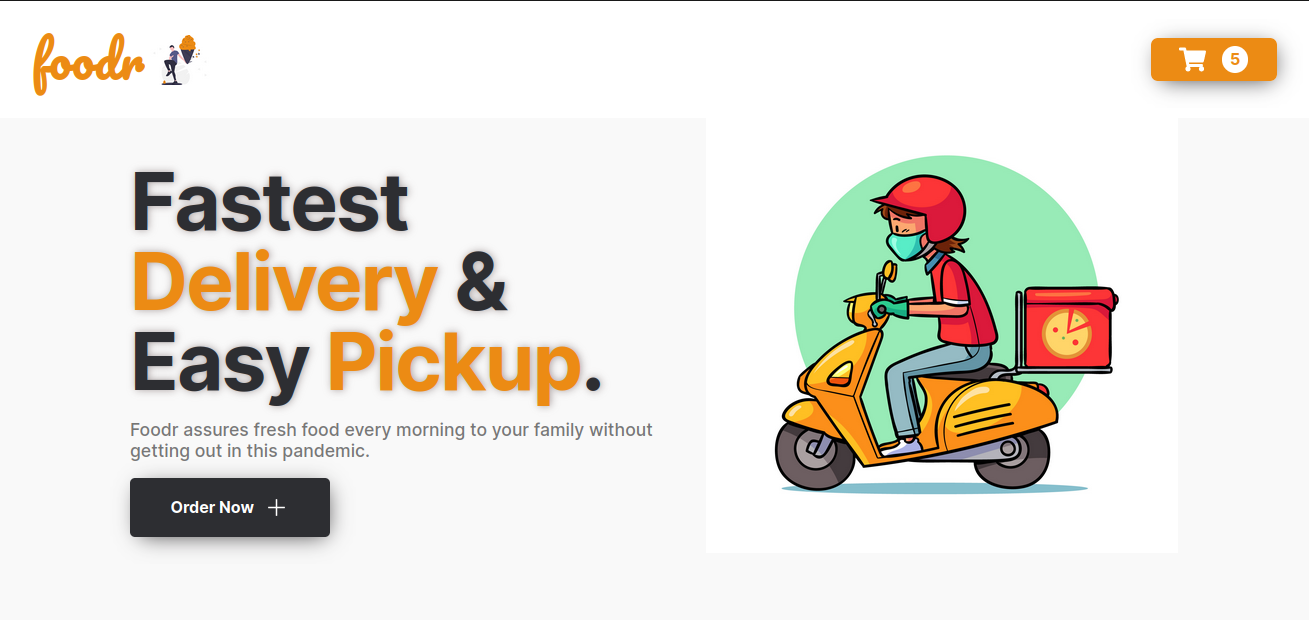 foodr
5
Fastest
Delivery &
Easy Pickup.
Foodr assures fresh food every morning to your family without
getting out in this pandemic.
Order Now +